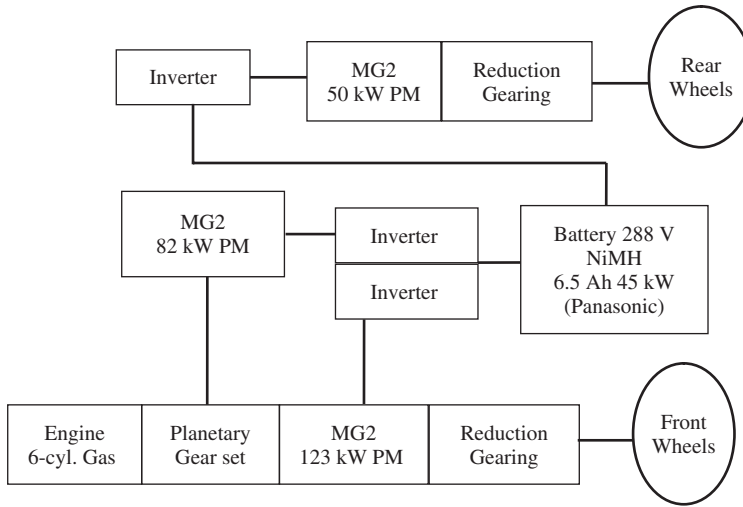 Inverter
MG2
50 kW PM
Reduction
Gearing
Rear
Wheels
MG2
82 kW PM
Inverter
Inverter
Battery 288 V
NiMH
6.5 Ah 45 kW
(Panasonic)
Engine
6-cyl. Gas
Planetary
Gear set
MG2
123 kW PM
Reduction
Gearing
Front
Wheels